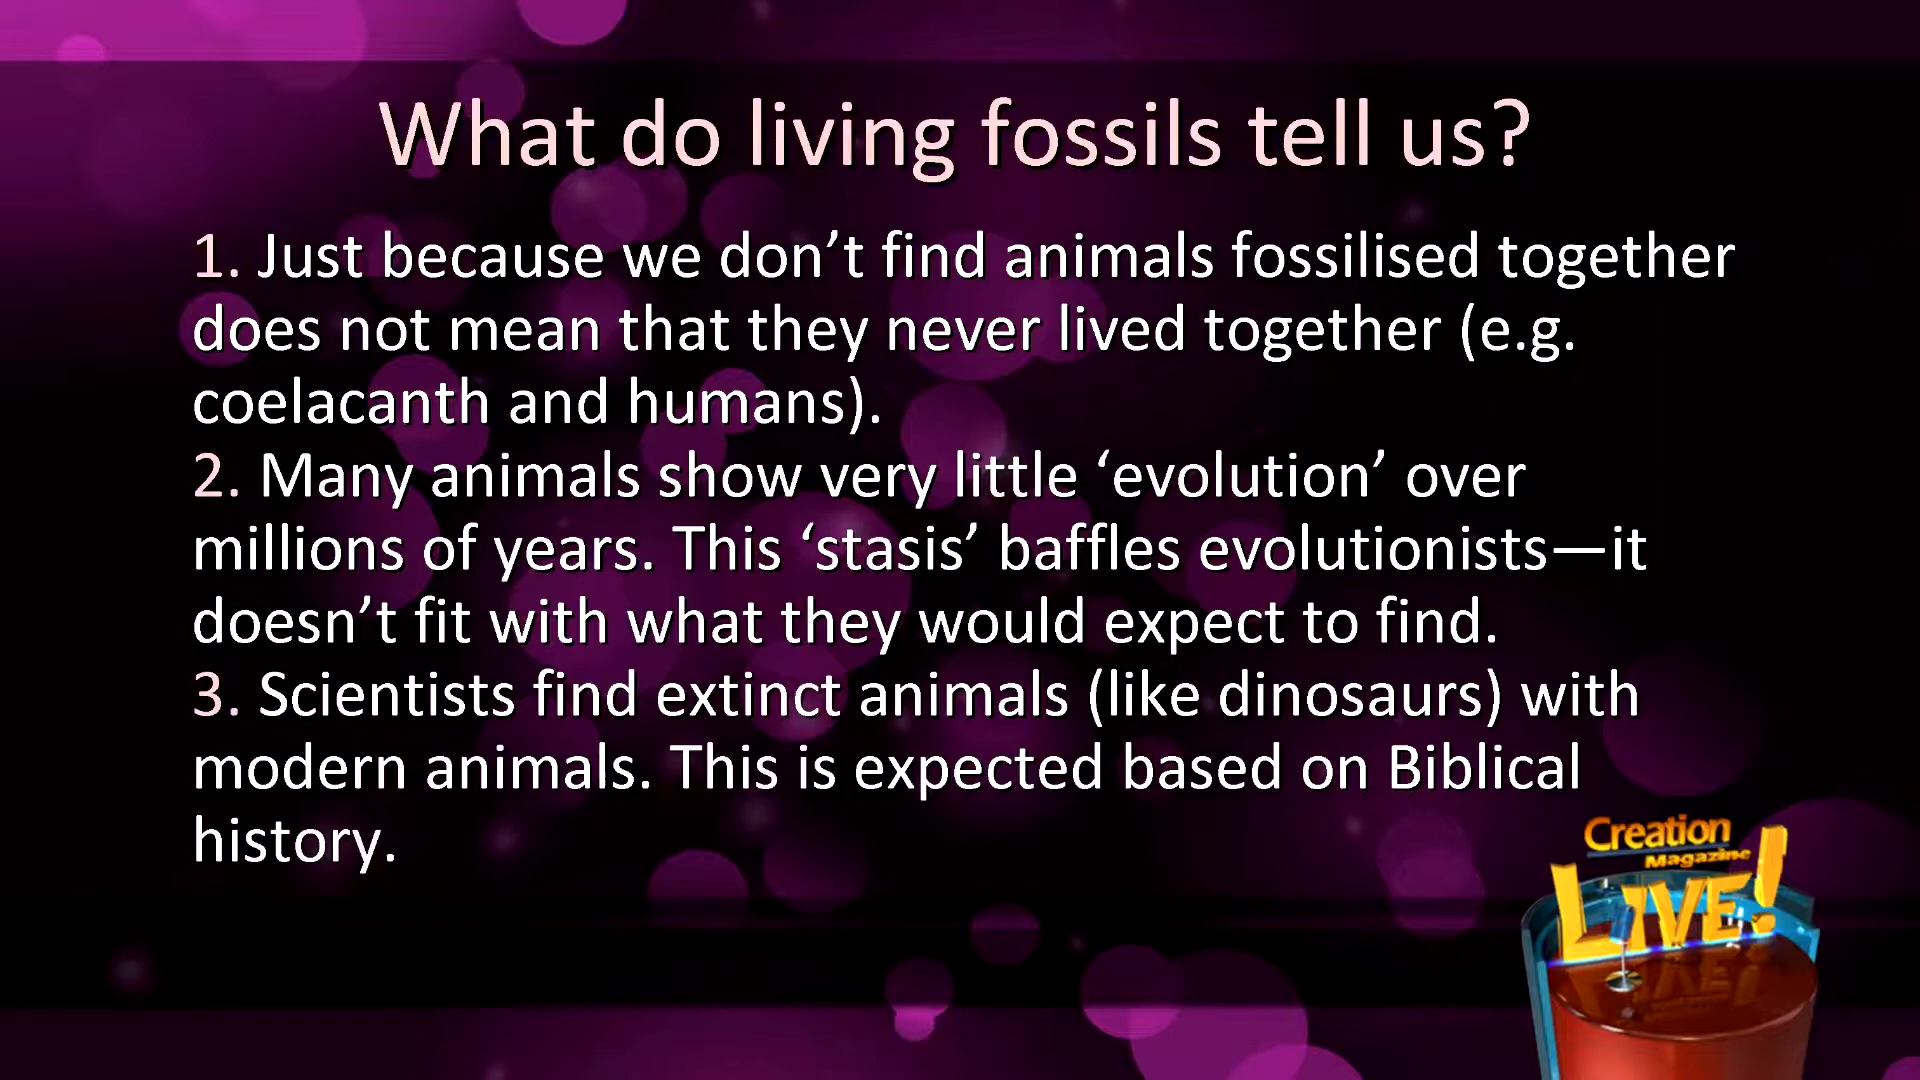 What do living fossils tell us?
1. Just because we don’t find animals fossilised together
does not mean that they never lived together (e.g.
coelacanth and humans).
2. Many animals show very little ‘evolution’ over
millions of years. This ‘stasis’ baffles evolutionists—it
doesn’t fit with what they would expect to find.
3. Scientists find extinct animals (like dinosaurs) with
modern animals. This is expected based on Biblical
history.
Creation
Magazine
LIVE!